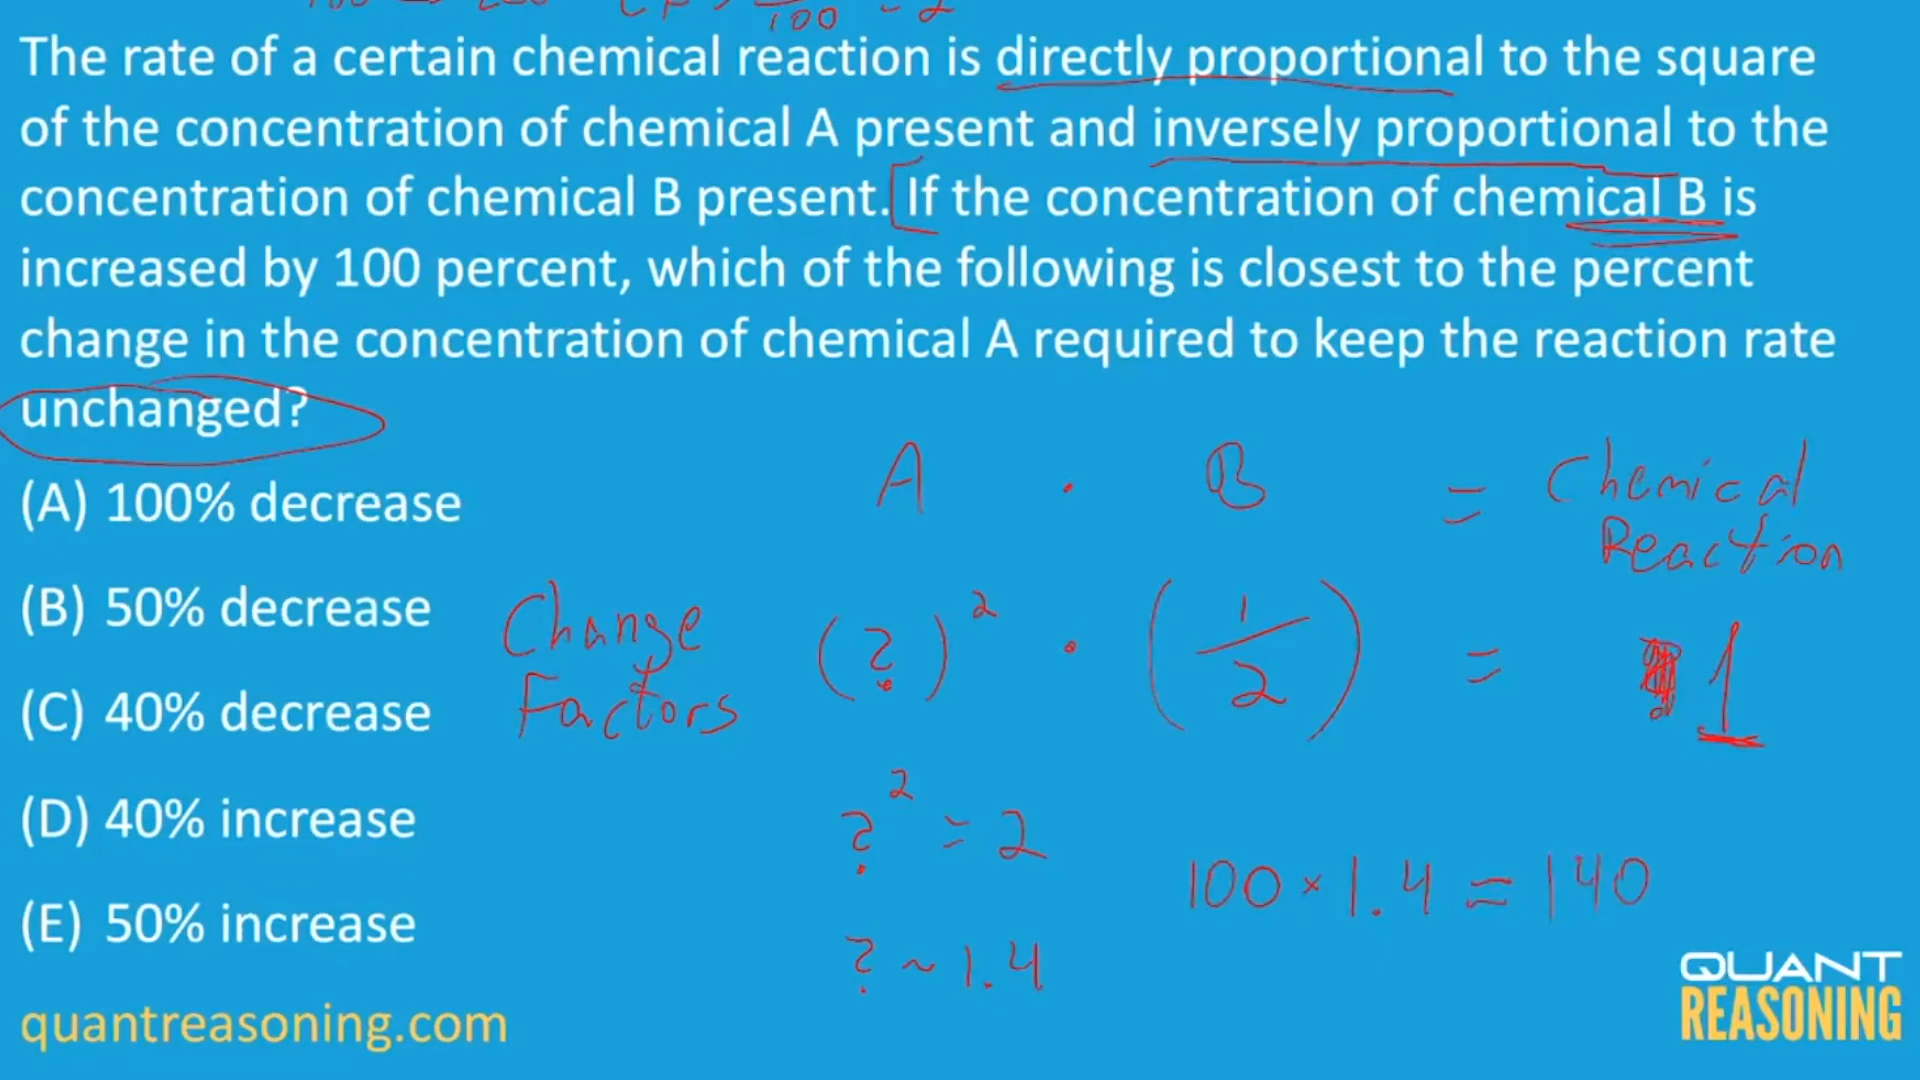 100 2
The rate of a certain chemical reaction is directly proportional to the square
of the concentration of chemical A present and inversely proportional to the
concentration of chemical B present. If the concentration of chemical B is
increased by 100 percent, which of the following is closest to the percent
change in the concentration of chemical A required to keep the reaction rate
unchanged?
(A) 100% decrease
(B) 50% decrease
(C) 40% decrease
(D) 40% increase
(E) 50% increase
A · B = Chemical
Reaction
Change
Factors
(?)² · (1/2) = 1
?² = 2
? ~ 1.4
100 × 1.4 = 140
quantreasoning.com
QUANT
REASONING